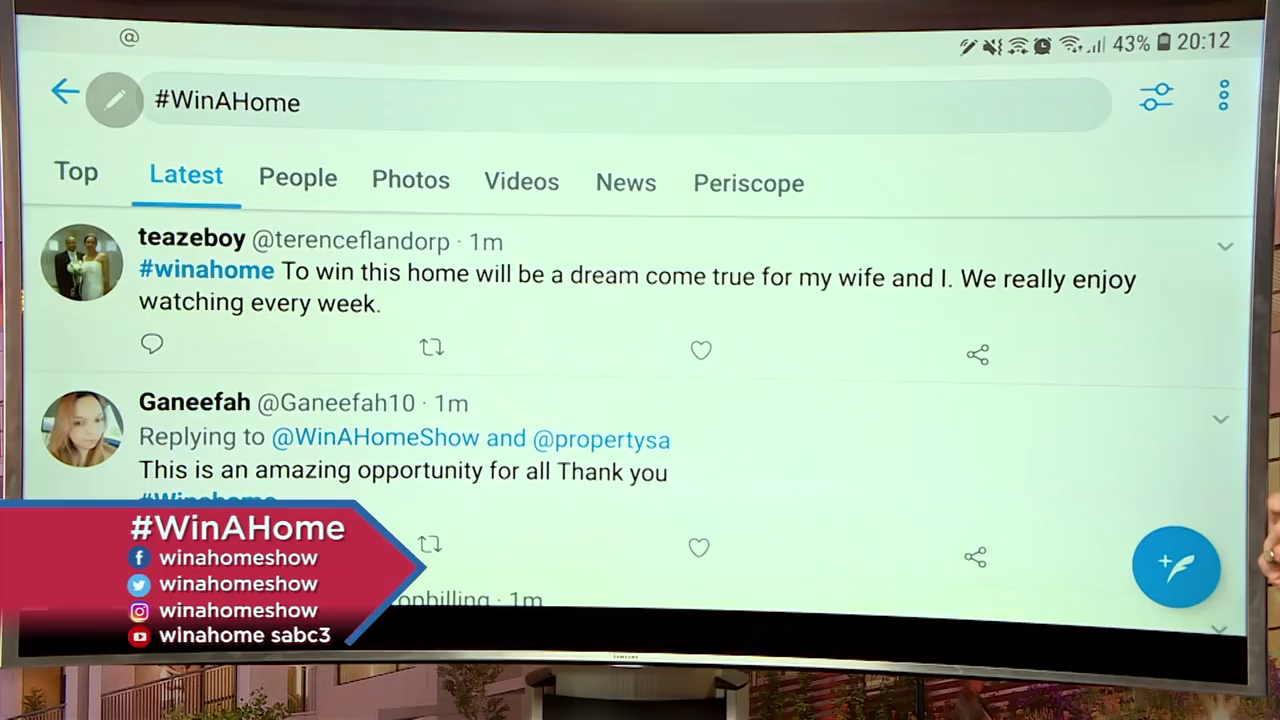 @
43% 20:12
#WinAHome
Top Latest People Photos Videos News Periscope
teazeboy @terenceflandorp · 1m
#winahome To win this home will be a dream come true for my wife and I. We really enjoy
watching every week.
Ganeefah @Ganeefah10 · 1m
Replying to @WinAHomeShow and @propertysa
This is an amazing opportunity for all Thank you
#Winahome
· 1m
#WinAHome
winahomeshow
winahomeshow
winahomeshow
winahome sabc3
SAMSUNG